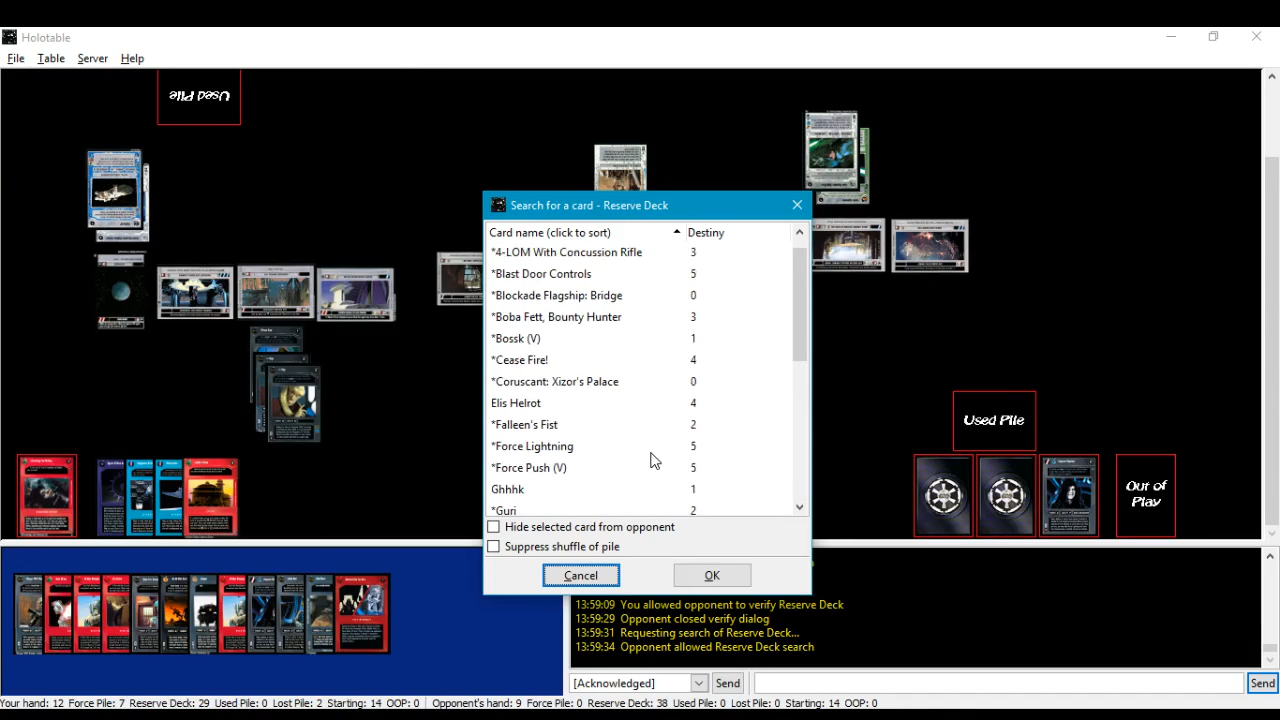 Holotable
File Table Server Help
Used Pile
Search for a card - Reserve Deck
Card name (click to sort) Destiny
*4-LOM With Concussion Rifle 3
*Blast Door Controls 5
*Blockade Flagship: Bridge 0
*Boba Fett, Bounty Hunter 3
*Bossk (V) 1
*Cease Fire! 4
*Coruscant: Xizor's Palace 0
Elis Helrot 4
*Falleen's Fist 2
*Force Lightning 5
*Force Push (V) 5
Ghhhk 1
*Guri 2
Hide selected card from opponent
Suppress shuffle of pile
Cancel OK
Used Pile
Out of
Play
13:59:09 You allowed opponent to verify Reserve Deck
13:59:29 Opponent closed verify dialog
13:59:31 Requesting search of Reserve Deck...
13:59:34 Opponent allowed Reserve Deck search
[Acknowledged] Send Send
Your hand: 12 Force Pile: 7 Reserve Deck: 29 Used Pile: 0 Lost Pile: 2 Starting: 14 OOP: 0 Opponent's hand: 9 Force Pile: 0 Reserve Deck: 38 Used Pile: 0 Lost Pile: 0 Starting: 14 OOP: 0